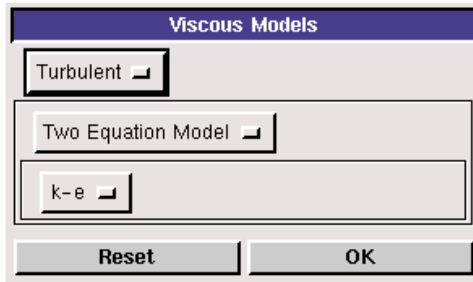 Viscous Models
Turbulent
Two Equation Model
k-e
Reset OK